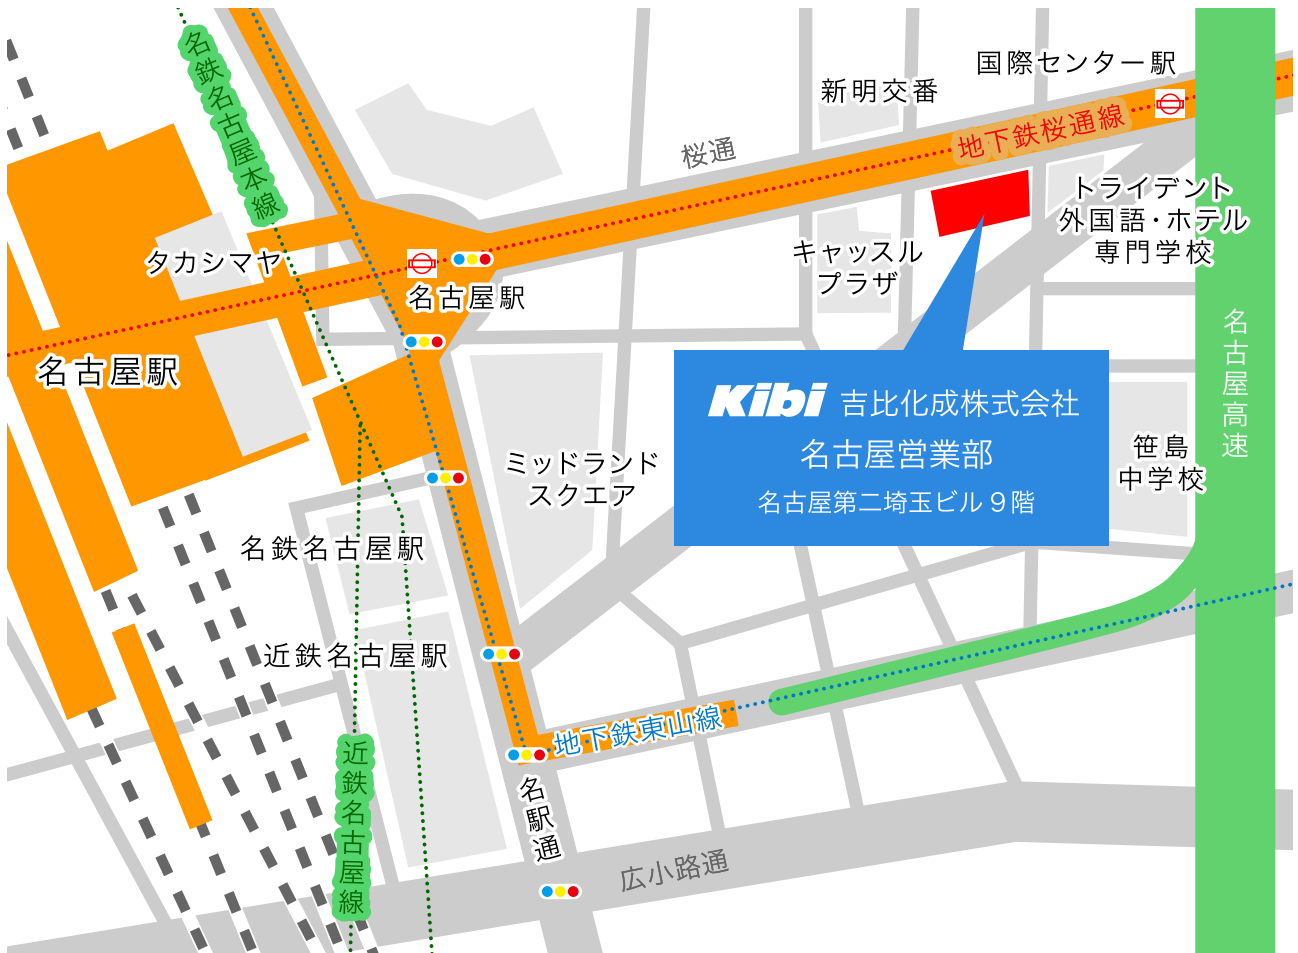 名鉄名古屋本線
国際センター駅
新明交番
地下鉄桜通線
桜通
トライデント
外国語・ホテル
専門学校
キャッスル
プラザ
タカシマヤ
名古屋駅
名古屋駅
名古屋高速
Kibi 吉比化成株式会社
名古屋営業部
名古屋第二埼玉ビル9階
笹島
中学校
ミッドランド
スクエア
名鉄名古屋駅
近鉄名古屋駅
地下鉄東山線
近鉄名古屋線
名駅通
広小路通